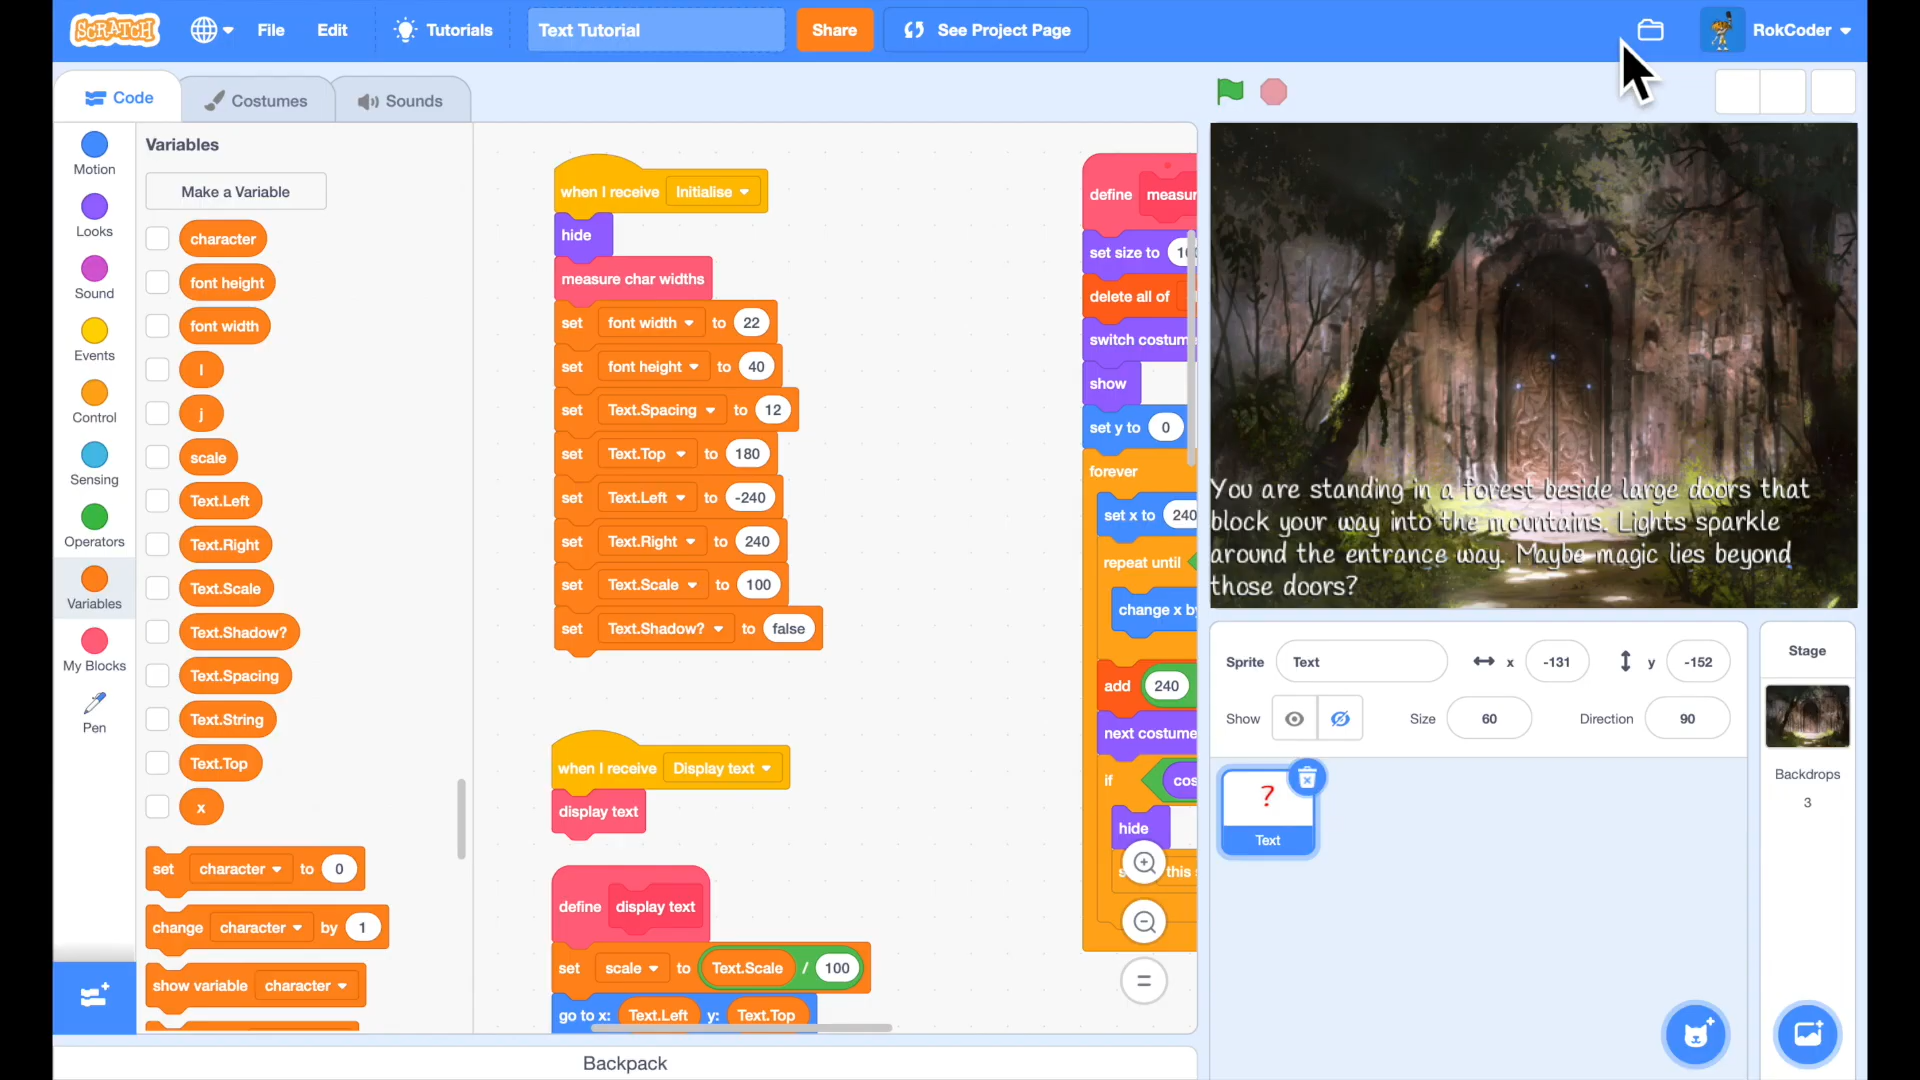 SCRATCH
File
Edit
Tutorials
Text Tutorial
Share
See Project Page
RokCoder
Code
Costumes
Sounds
Motion
Looks
Sound
Events
Control
Sensing
Operators
Variables
My Blocks
Pen
Variables
Make a Variable
character
font height
font width
I
j
scale
Text.Left
Text.Right
Text.Scale
Text.Shadow?
Text.Spacing
Text.String
Text.Top
x
set character to 0
change character by 1
show variable character
when I receive Initialise
hide
measure char widths
set font width to 22
set font height to 40
set Text.Spacing to 12
set Text.Top to 180
set Text.Left to -240
set Text.Right to 240
set Text.Scale to 100
set Text.Shadow? to false
when I receive Display text
display text
define display text
set scale to Text.Scale / 100
go to x: Text.Left y: Text.Top
define
set size to
delete all of
switch
show
set y to 0
forever
set x to 240
repeat until
change x
add 240
next costume
if
hide
this
Backpack
You are standing in a forest beside large doors that
block your way into the mountains. Lights sparkle
around the entrance way. Maybe magic lies beyond
those doors?
Sprite Text x -131 y -152
Show Size 60 Direction 90
?
Text
Stage
Backdrops
3